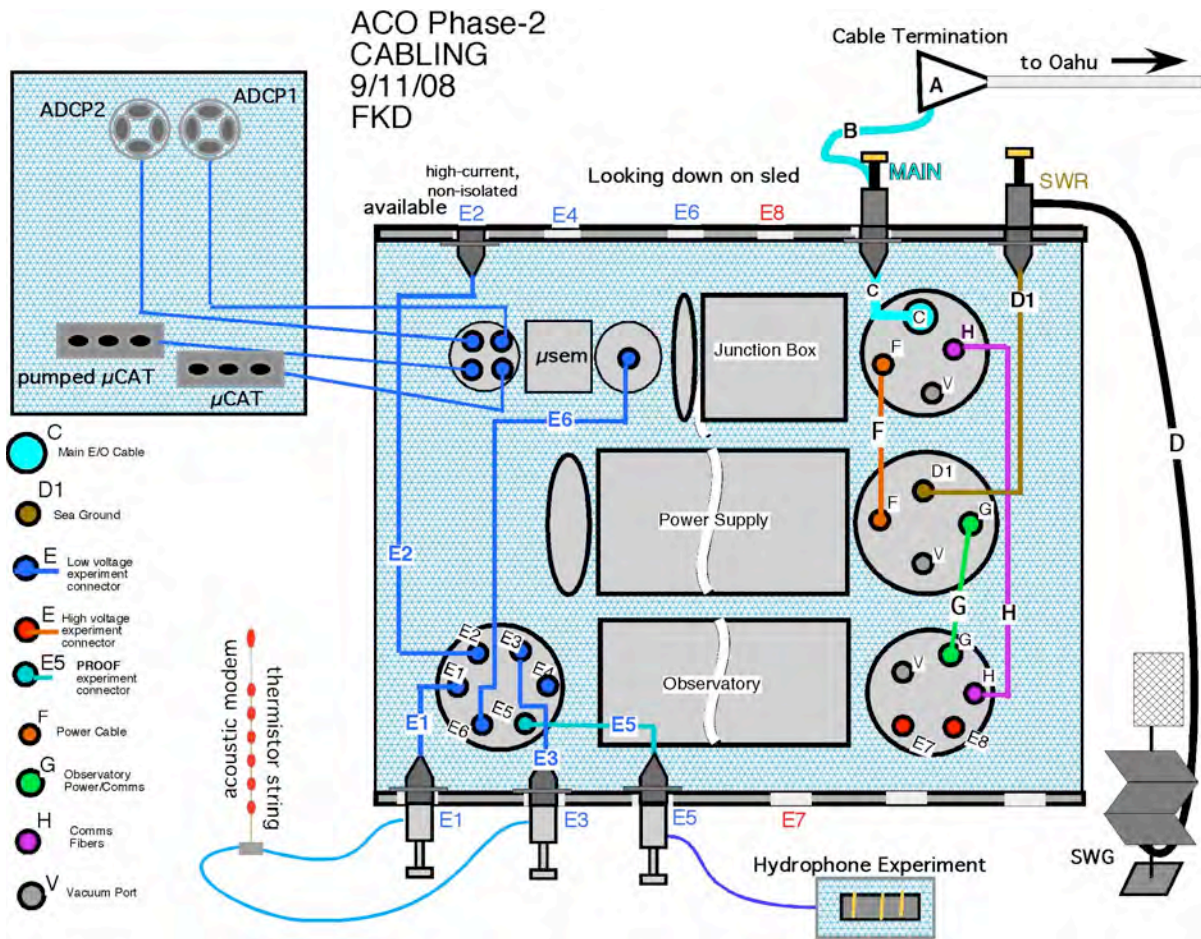 ACO Phase-2
CABLING
9/11/08
FKD
Cable Termination
to Oahu
A
B
ADCP2
ADCP1
high-current,
non-isolated
Looking down on sled
MAIN
SWR
available
E2
E4
E6
E8
C
D1
C
H
F
V
µsem
Junction Box
pumped µCAT
µCAT
E6
F
D
C
Main E/O Cable
D1
Sea Ground
E
Low voltage
experiment
connector
E
High voltage
experiment
connector
E5
PROOF
experiment
connector
F
Power Cable
G
Observatory
Power/Comms
H
Comms
Fibers
V
Vacuum Port
D1
F
G
V
Power Supply
E2
G
H
E2
E3
E1
E4
E6
E5
Observatory
G
V
H
E7
E8
E1
E3
E5
acoustic modem
thermistor string
E1
E3
E5
E7
Hydrophone Experiment
SWG